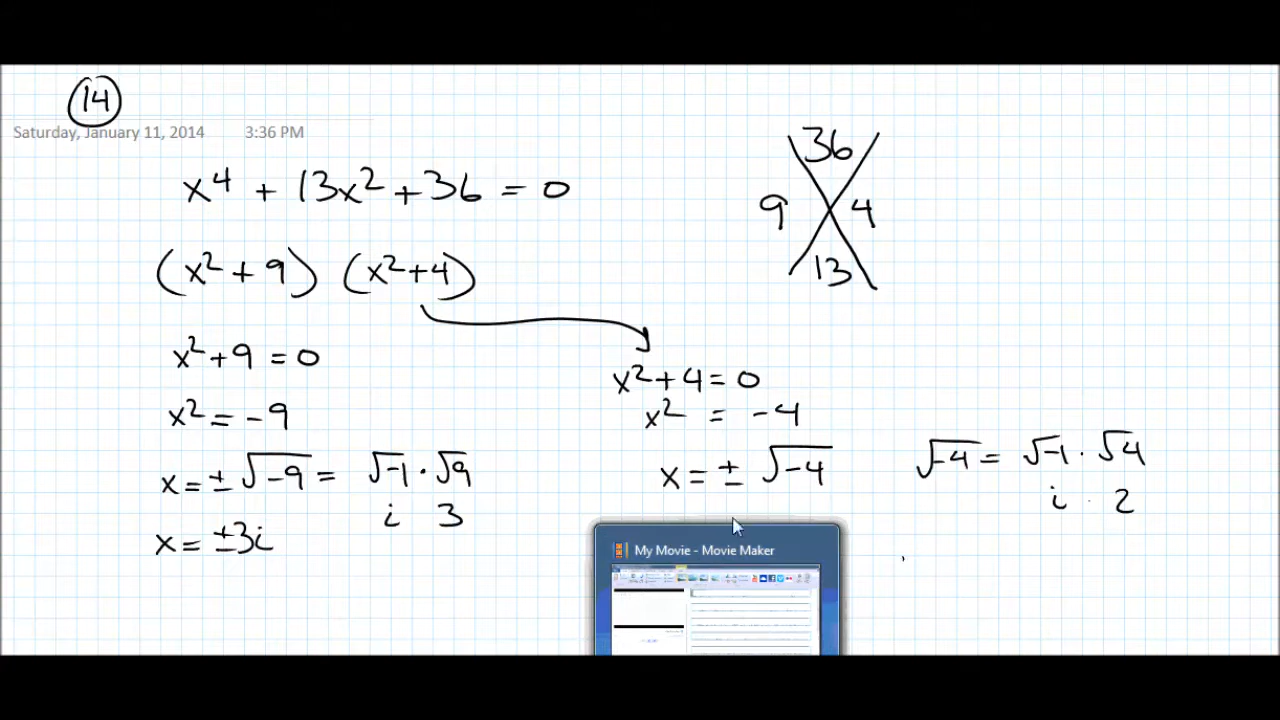 14
Saturday, January 11, 2014 3:36 PM
x⁴ + 13x² + 36 = 0
(x² + 9) (x² + 4)
x² + 9 = 0
x² = -9
x = ± √-9 = √-1 · √9
i 3
x = ±3i
36
9 4
13
x² + 4 = 0
x² = -4
x = ± √-4
√-4 = √-1 · √4
i · 2
My Movie - Movie Maker